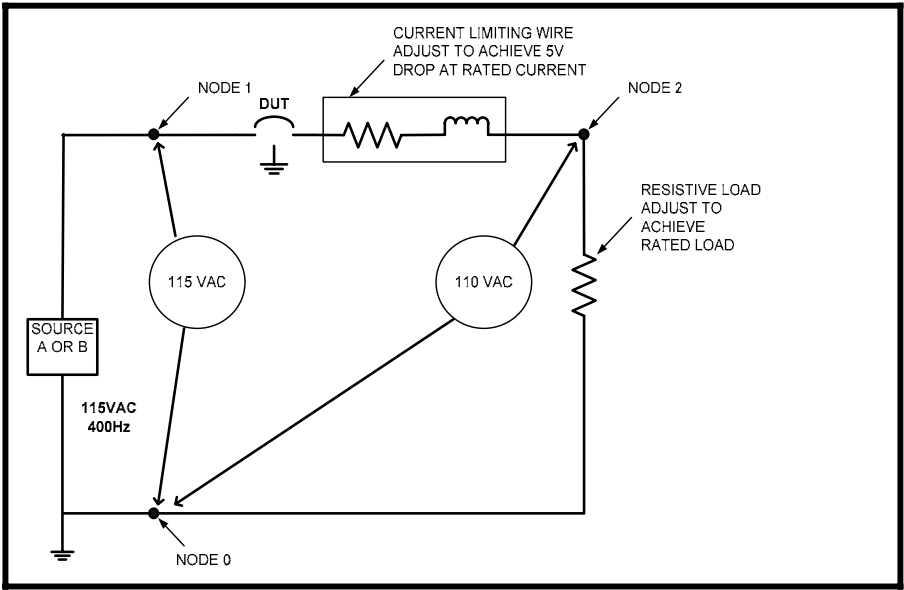 CURRENT LIMITING WIRE
ADJUST TO ACHIEVE 5V
DROP AT RATED CURRENT
NODE 1
DUT
NODE 2
RESISTIVE LOAD
ADJUST TO
ACHIEVE
RATED LOAD
115 VAC
110 VAC
SOURCE
A OR B
115VAC
400Hz
NODE 0